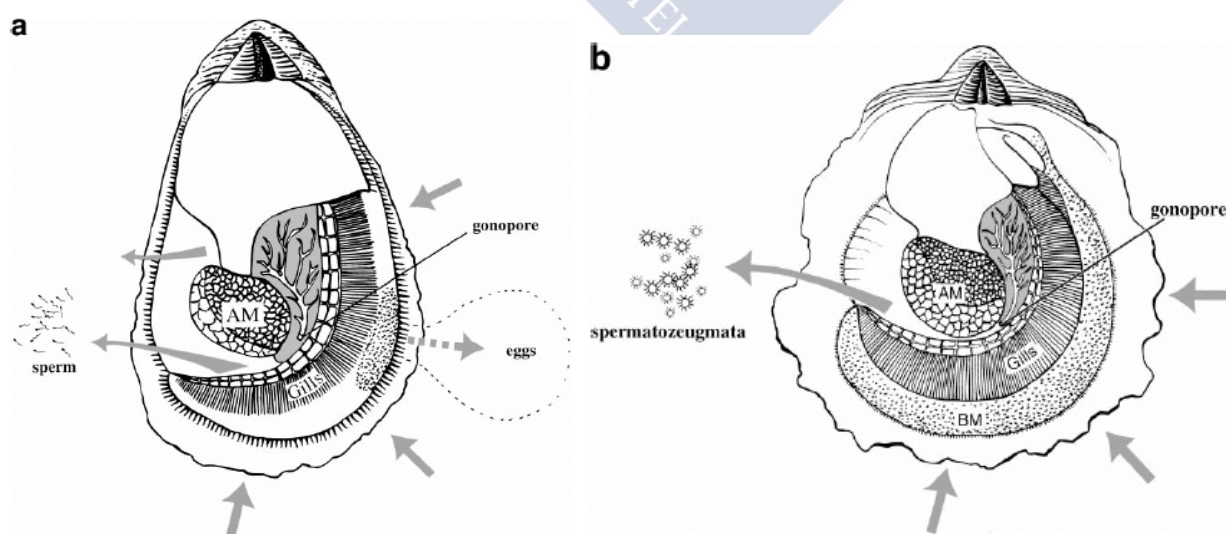 a
gonopore
AM
sperm
eggs
Gills
b
gonopore
AM
spermatozeugmata
Gills
BM